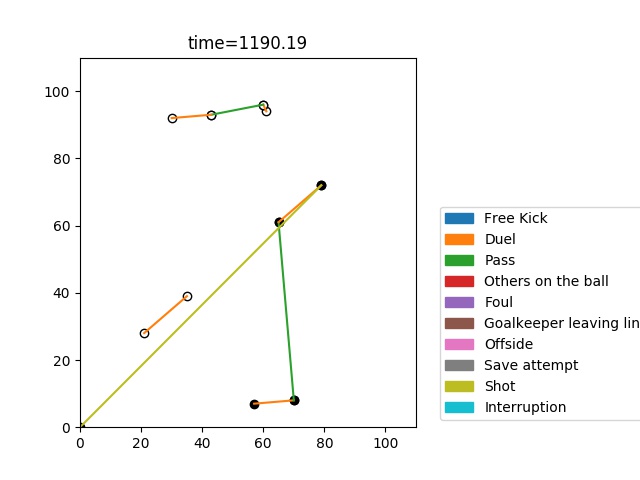 time=1190.19
100
80
60
40
20
0
0 20 40 60 80 100
Free Kick
Duel
Pass
Others on the ball
Foul
Goalkeeper leaving lin
Offside
Save attempt
Shot
Interruption